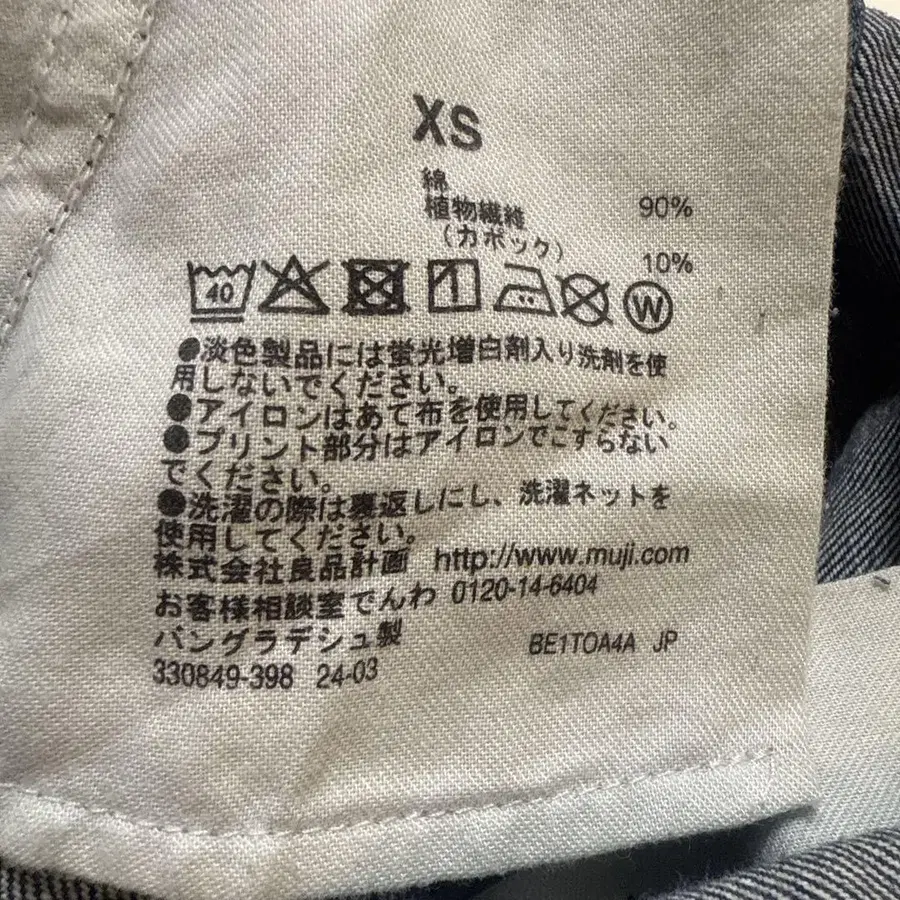 XS
綿 90%
植物繊維
(カポック) 10%
40
W
●淡色製品には蛍光増白剤入り洗剤を使
用しないでください。
●アイロンはあて布を使用してください。
●プリント部分はアイロンでこすらない
でください。
●洗濯の際は裏返しにし、洗濯ネットを
使用してください。
株式会社良品計画 http://www.muji.com
お客様相談室でんわ 0120-14-6404
バングラデシュ製 BE1TOA4A JP
330849-398 24-03